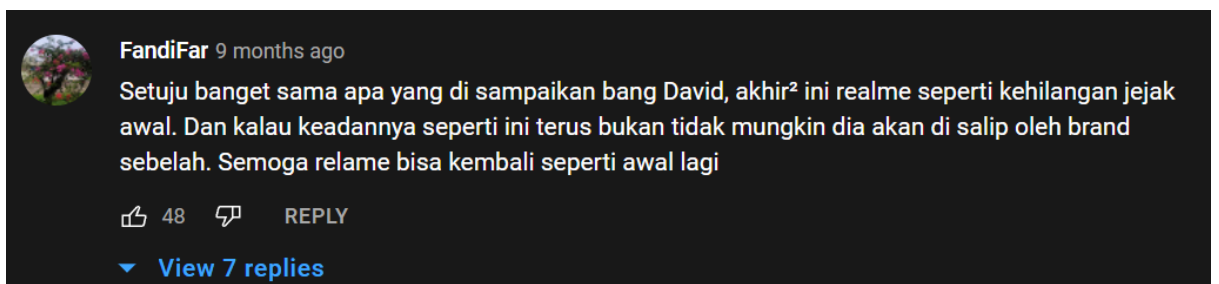 FandiFar 9 months ago
Setuju banget sama apa yang di sampaikan bang David, akhir² ini realme seperti kehilangan jejak
awal. Dan kalau keadannya seperti ini terus bukan tidak mungkin dia akan di salip oleh brand
sebelah. Semoga relame bisa kembali seperti awal lagi
48 REPLY
View 7 replies